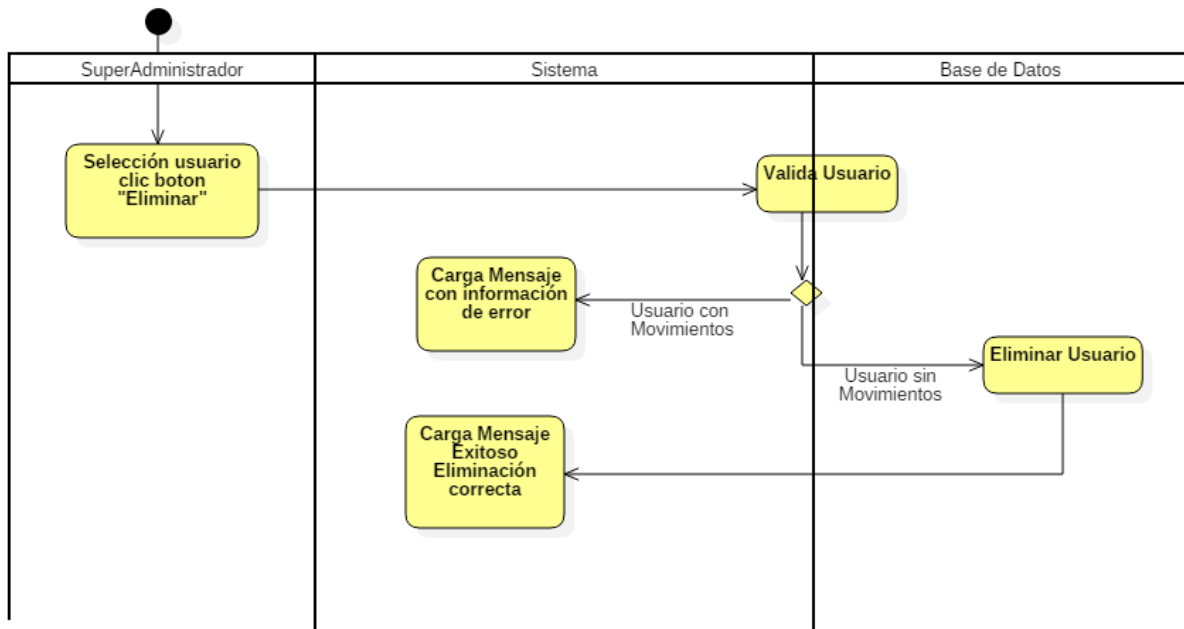 SuperAdministrador
Sistema
Base de Datos
Selección usuario
clic boton
"Eliminar"
Valida Usuario
Carga Mensaje
con información
de error
Usuario con
Movimientos
Eliminar Usuario
Usuario sin
Movimientos
Carga Mensaje
Exitoso
Eliminación
correcta